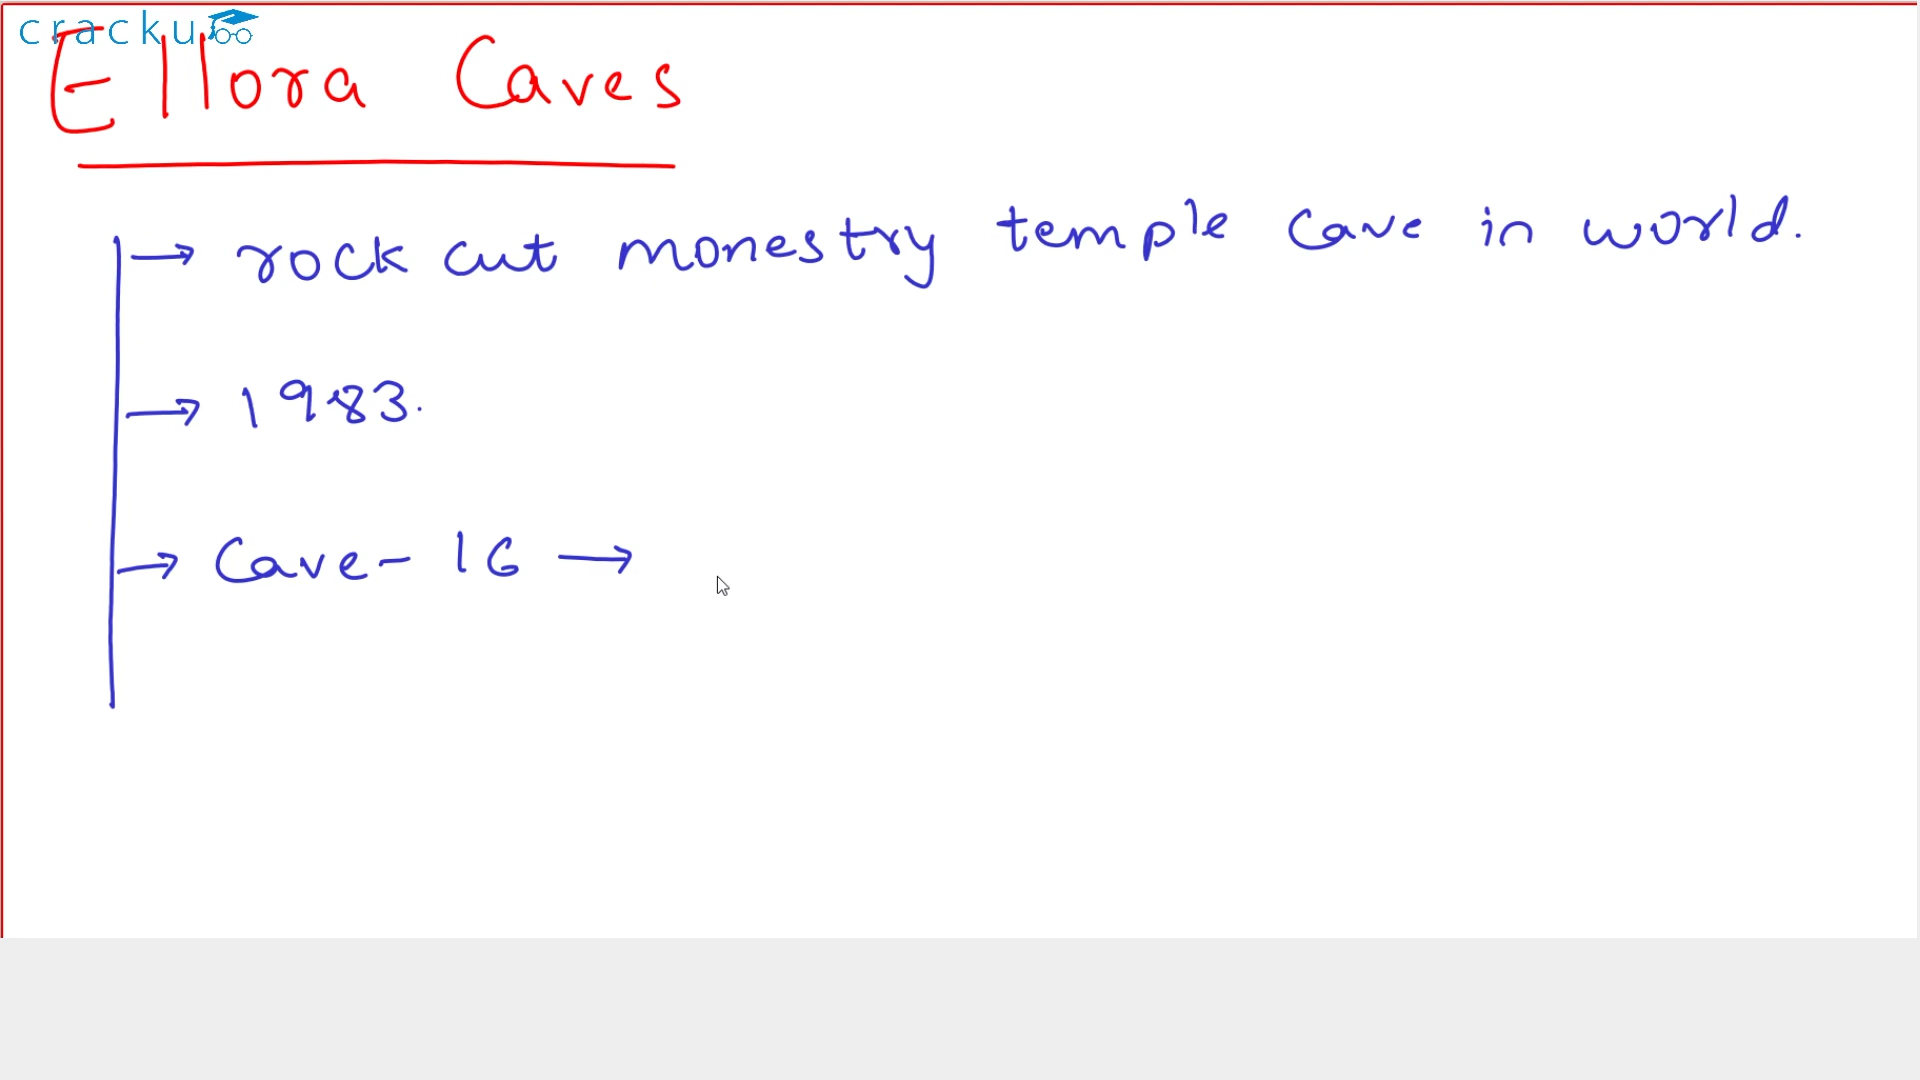 cracku
Ellora Caves
→ rock cut monestry temple cave in world.
→ 1983.
→ Cave - 16 →